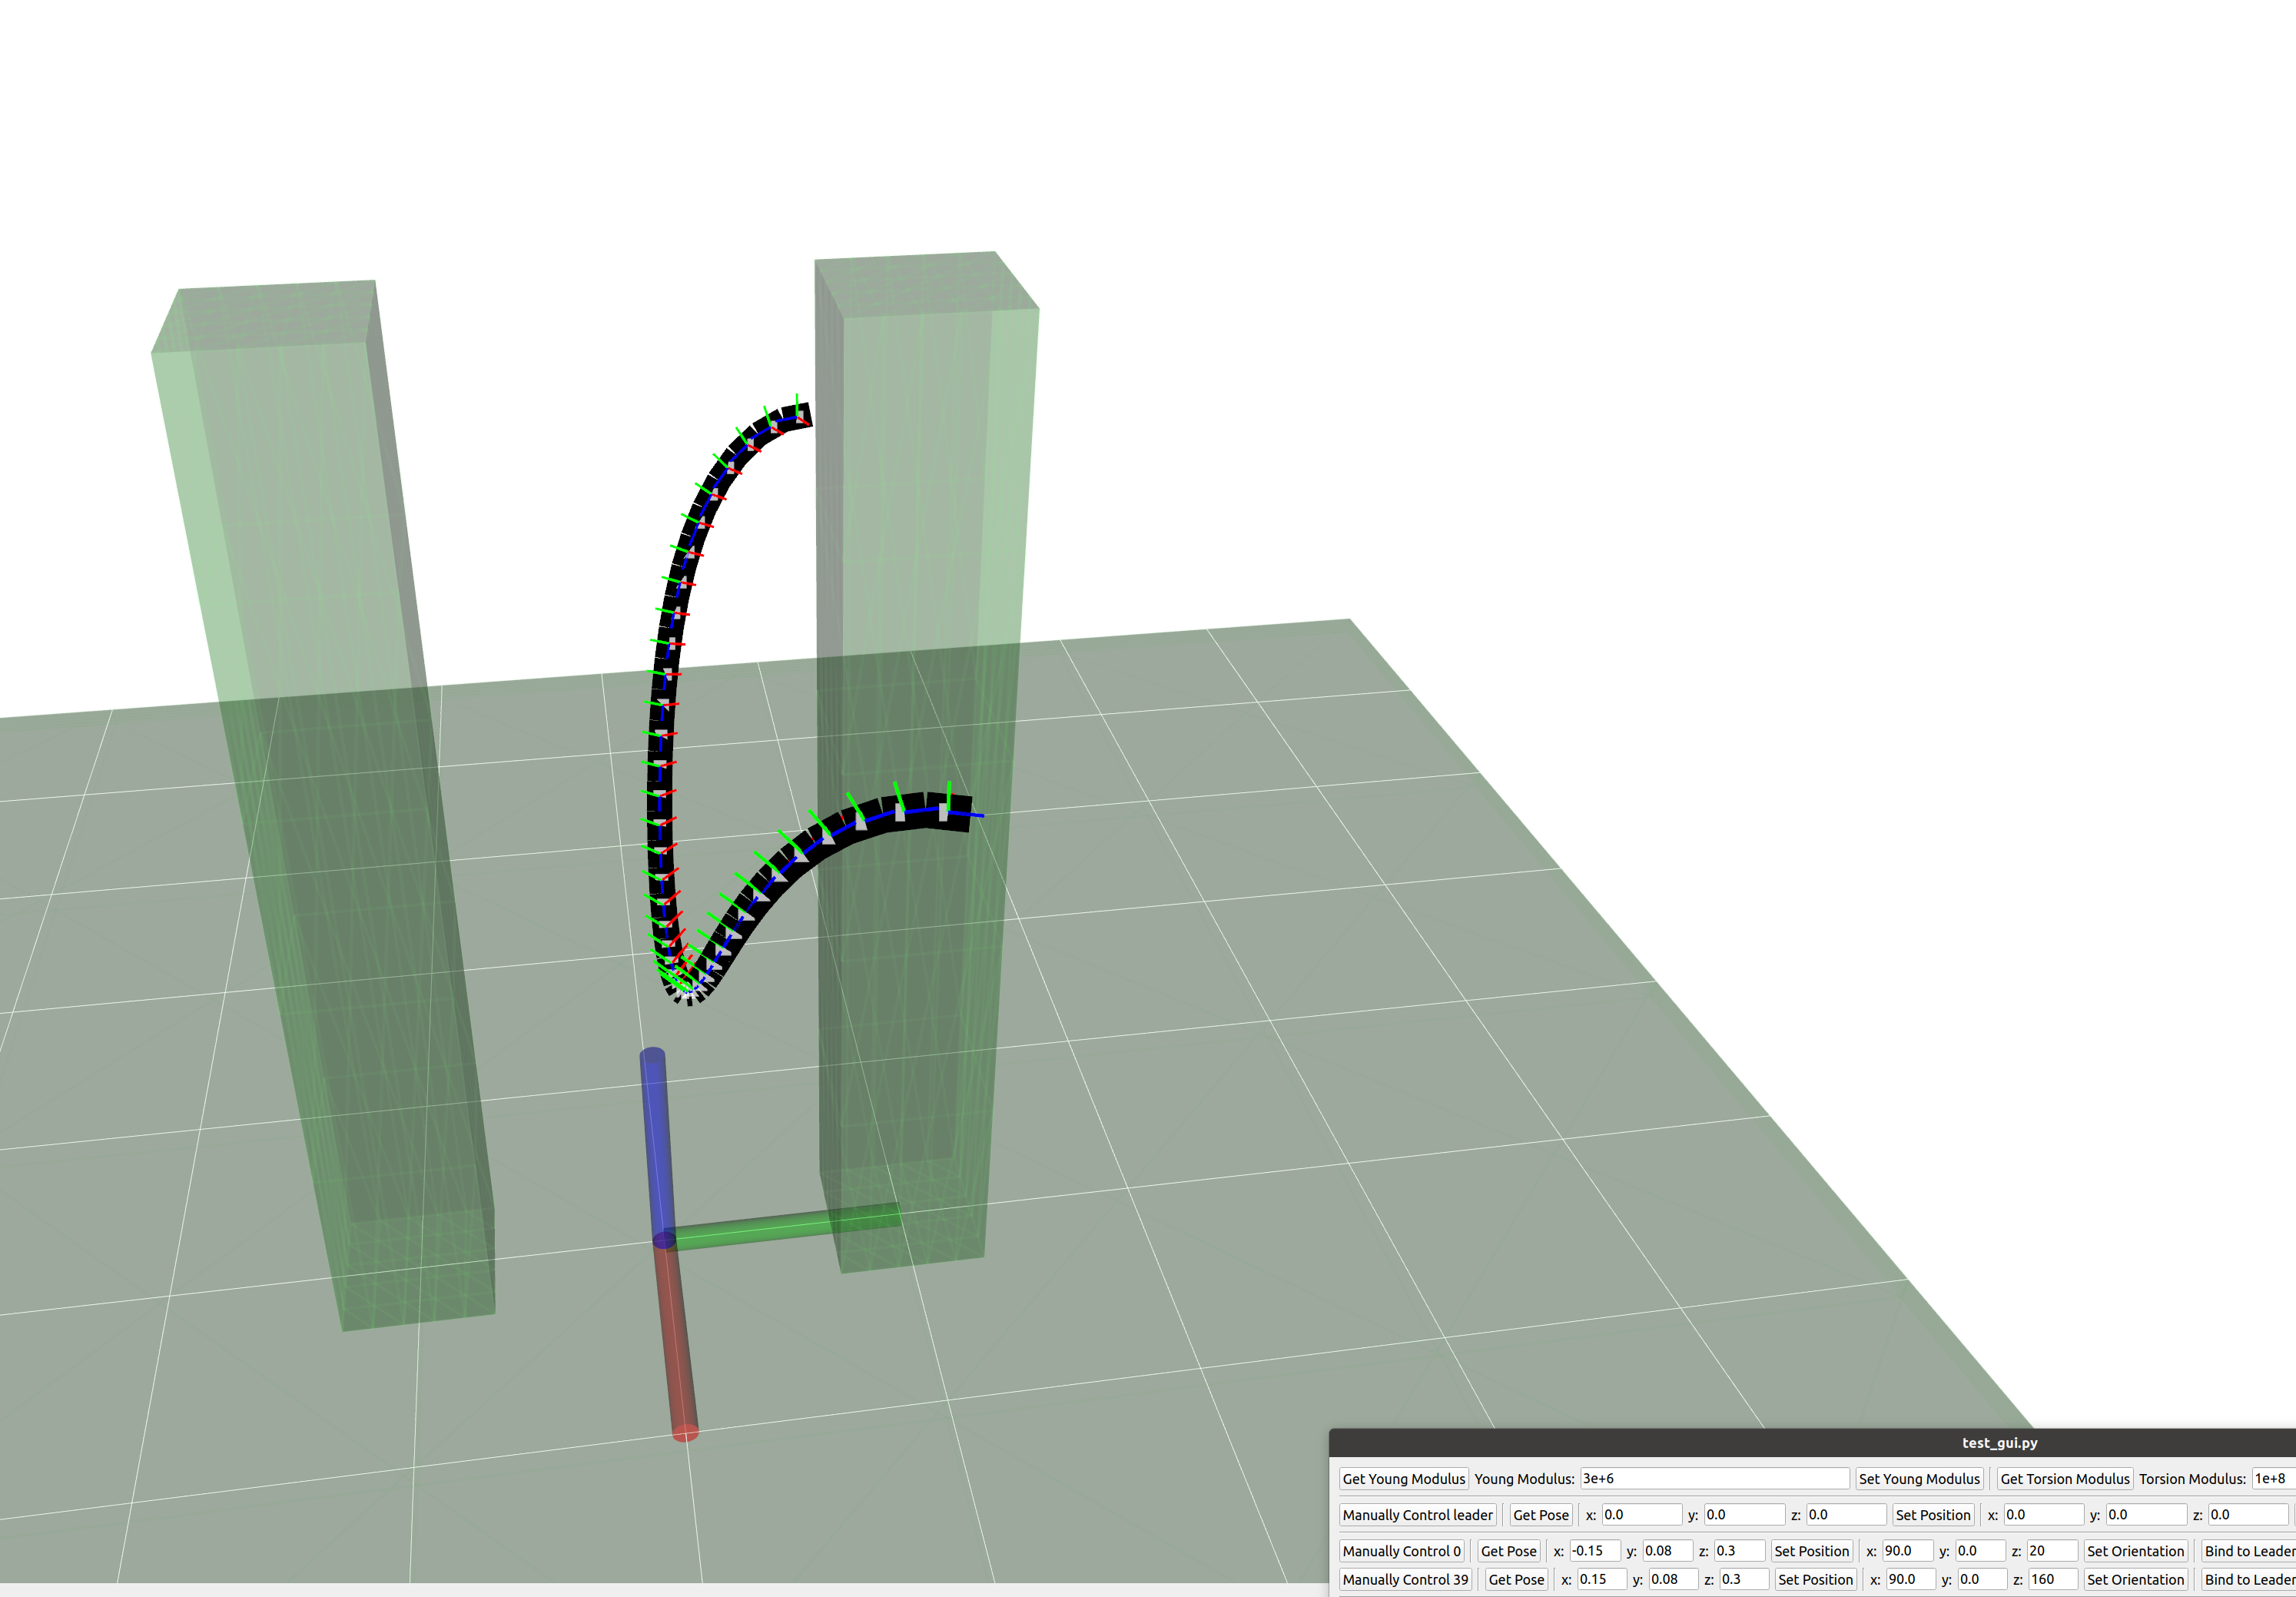 test_gui.py
Get Young Modulus Young Modulus: 3e+6 Set Young Modulus Get Torsion Modulus Torsion Modulus: 1e+8
Manually Control leader Get Pose x: 0.0 y: 0.0 z: 0.0 Set Position x: 0.0 y: 0.0 z: 0.0
Manually Control 0 Get Pose x: -0.15 y: 0.08 z: 0.3 Set Position x: 90.0 y: 0.0 z: 20 Set Orientation Bind to Leader
Manually Control 39 Get Pose x: 0.15 y: 0.08 z: 0.3 Set Position x: 90.0 y: 0.0 z: 160 Set Orientation Bind to Leader